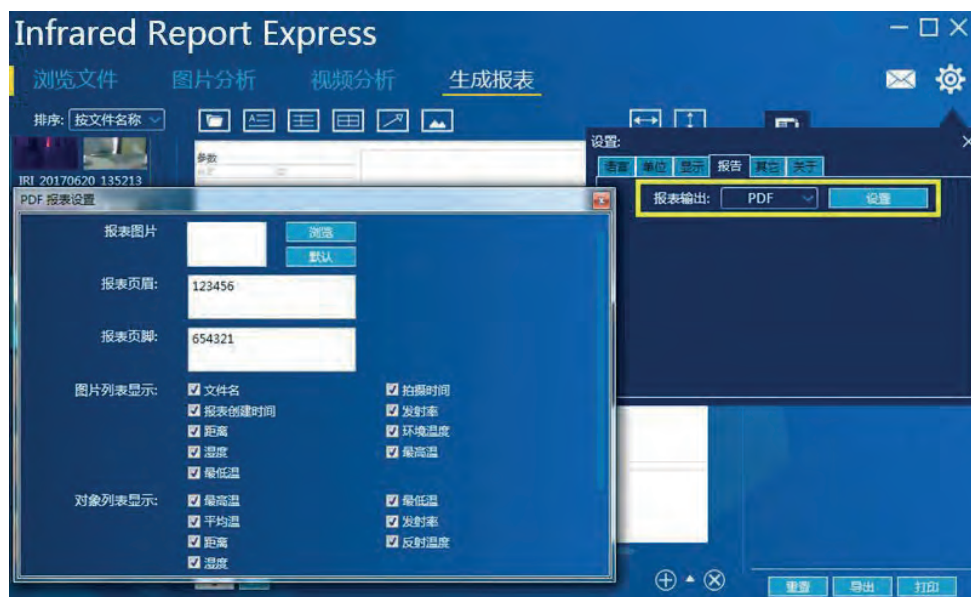 Infrared Report Express
浏览文件 图片分析 视频分析 生成报表
排序: 按文件名称
设置:
参数
语言 单位 显示 报告 其它 关于
IRI_20170620_135213
报表输出: PDF 设置
PDF 报表设置
报表图片 浏览
默认
报表页眉: 123456
报表页脚: 654321
图片列表显示: 文件名 拍摄时间
报表创建时间 发射率
距离 环境温度
湿度 最高温
最低温
对象列表显示: 最高温 最低温
平均温 发射率
距离 反射温度
湿度
重置 导出 打印